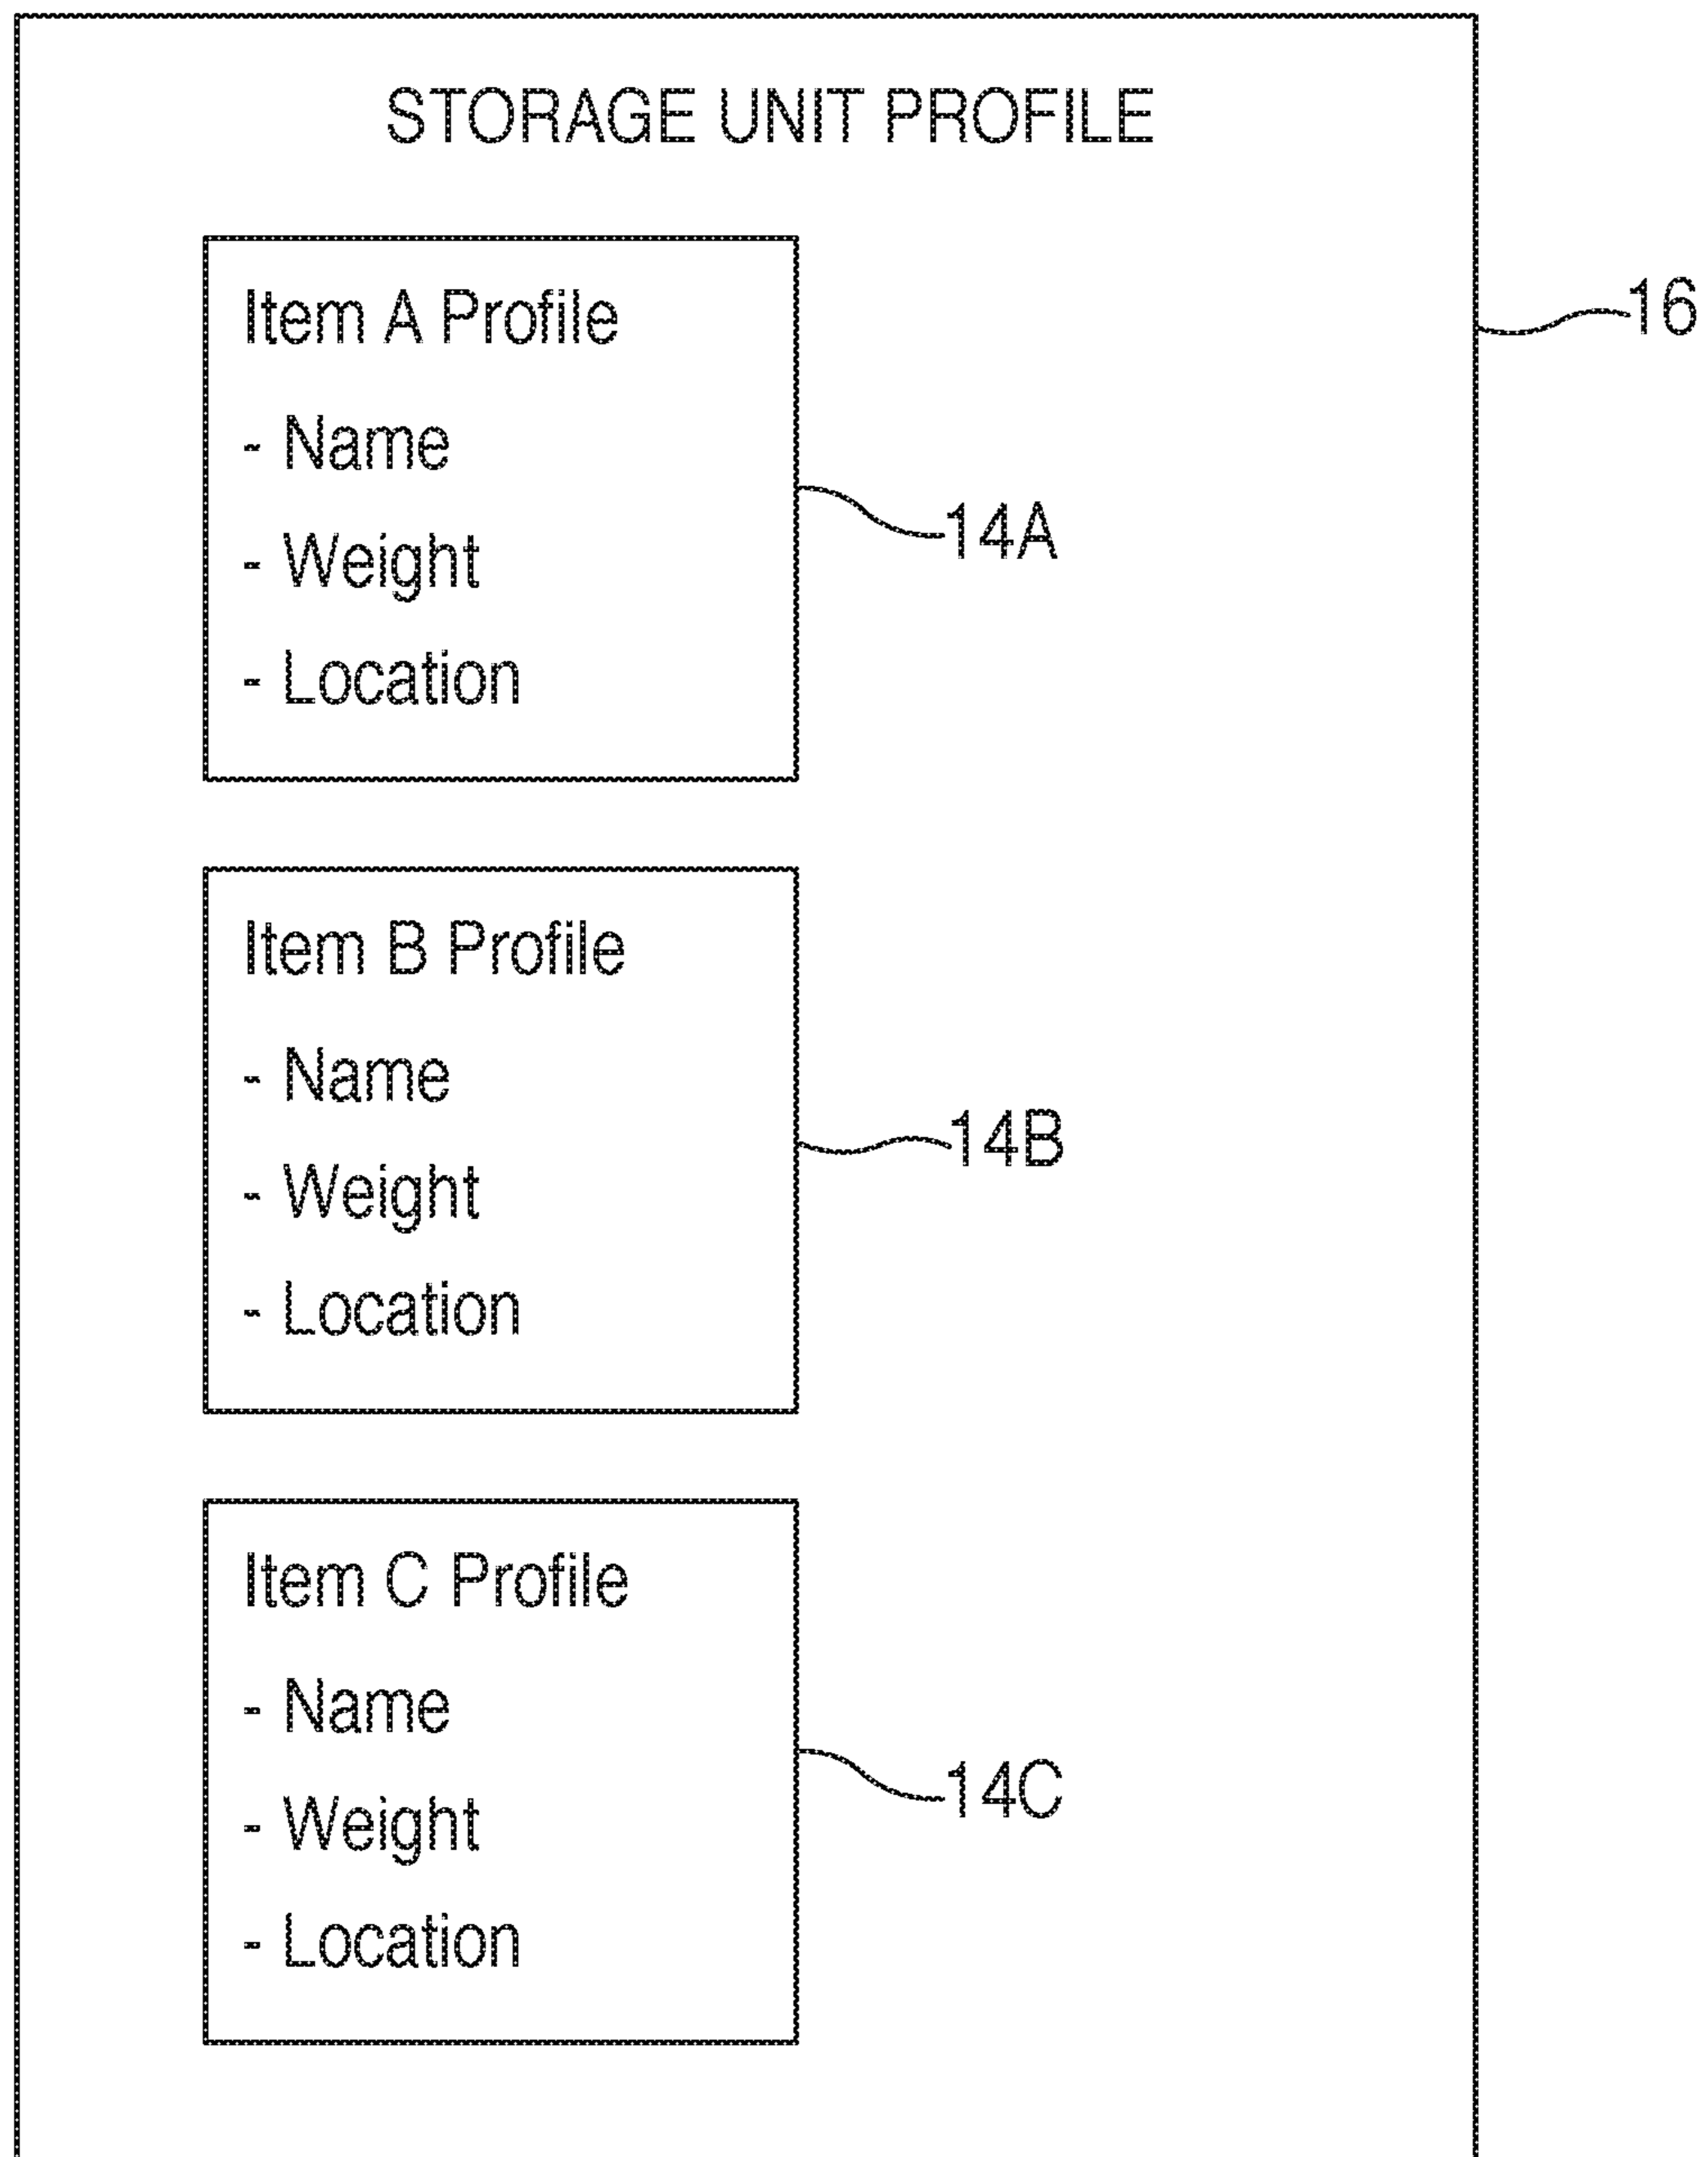 STORAGE UNIT PROFILE
Item A Profile
- Name
- Weight
- Location
14A
16
Item B Profile
- Name
- Weight
- Location
14B
Item C Profile
- Name
- Weight
- Location
14C